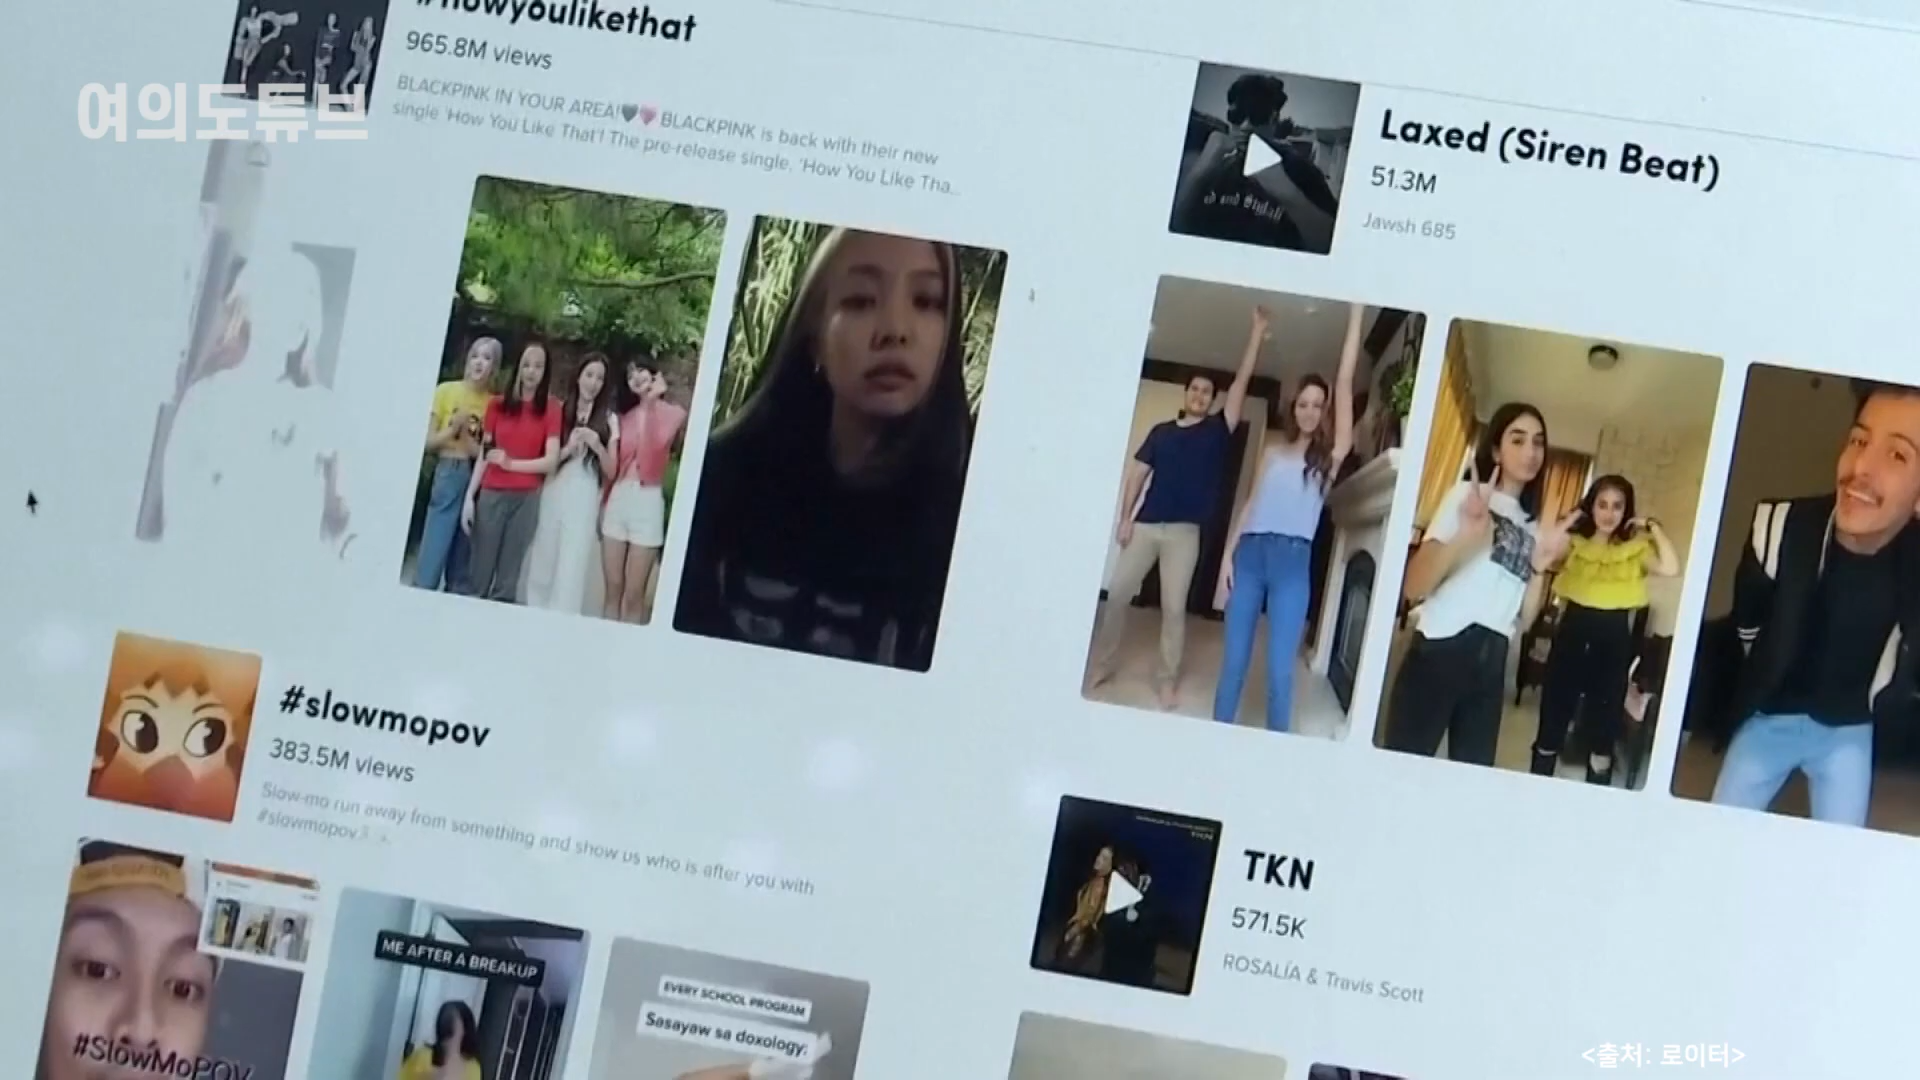 #howyoulikethat
965.8M views
BLACKPINK IN YOUR AREA!🖤💗BLACKPINK is back with their new
single 'How You Like That'! The pre-release single, 'How You Like Tha...
여의도튜브
Laxed (Siren Beat)
51.3M
Jawsh 685
#slowmopov
383.5M views
Slow-mo run away from something and show us who is after you with
#slowmopov
#SlowMoPOV
ME AFTER A BREAKUP
EVERY SCHOOL PROGRAM
Sasayaw sa doxology:
TKN
TKN
571.5K
ROSALÍA & Travis Scott
<출처: 로이터>